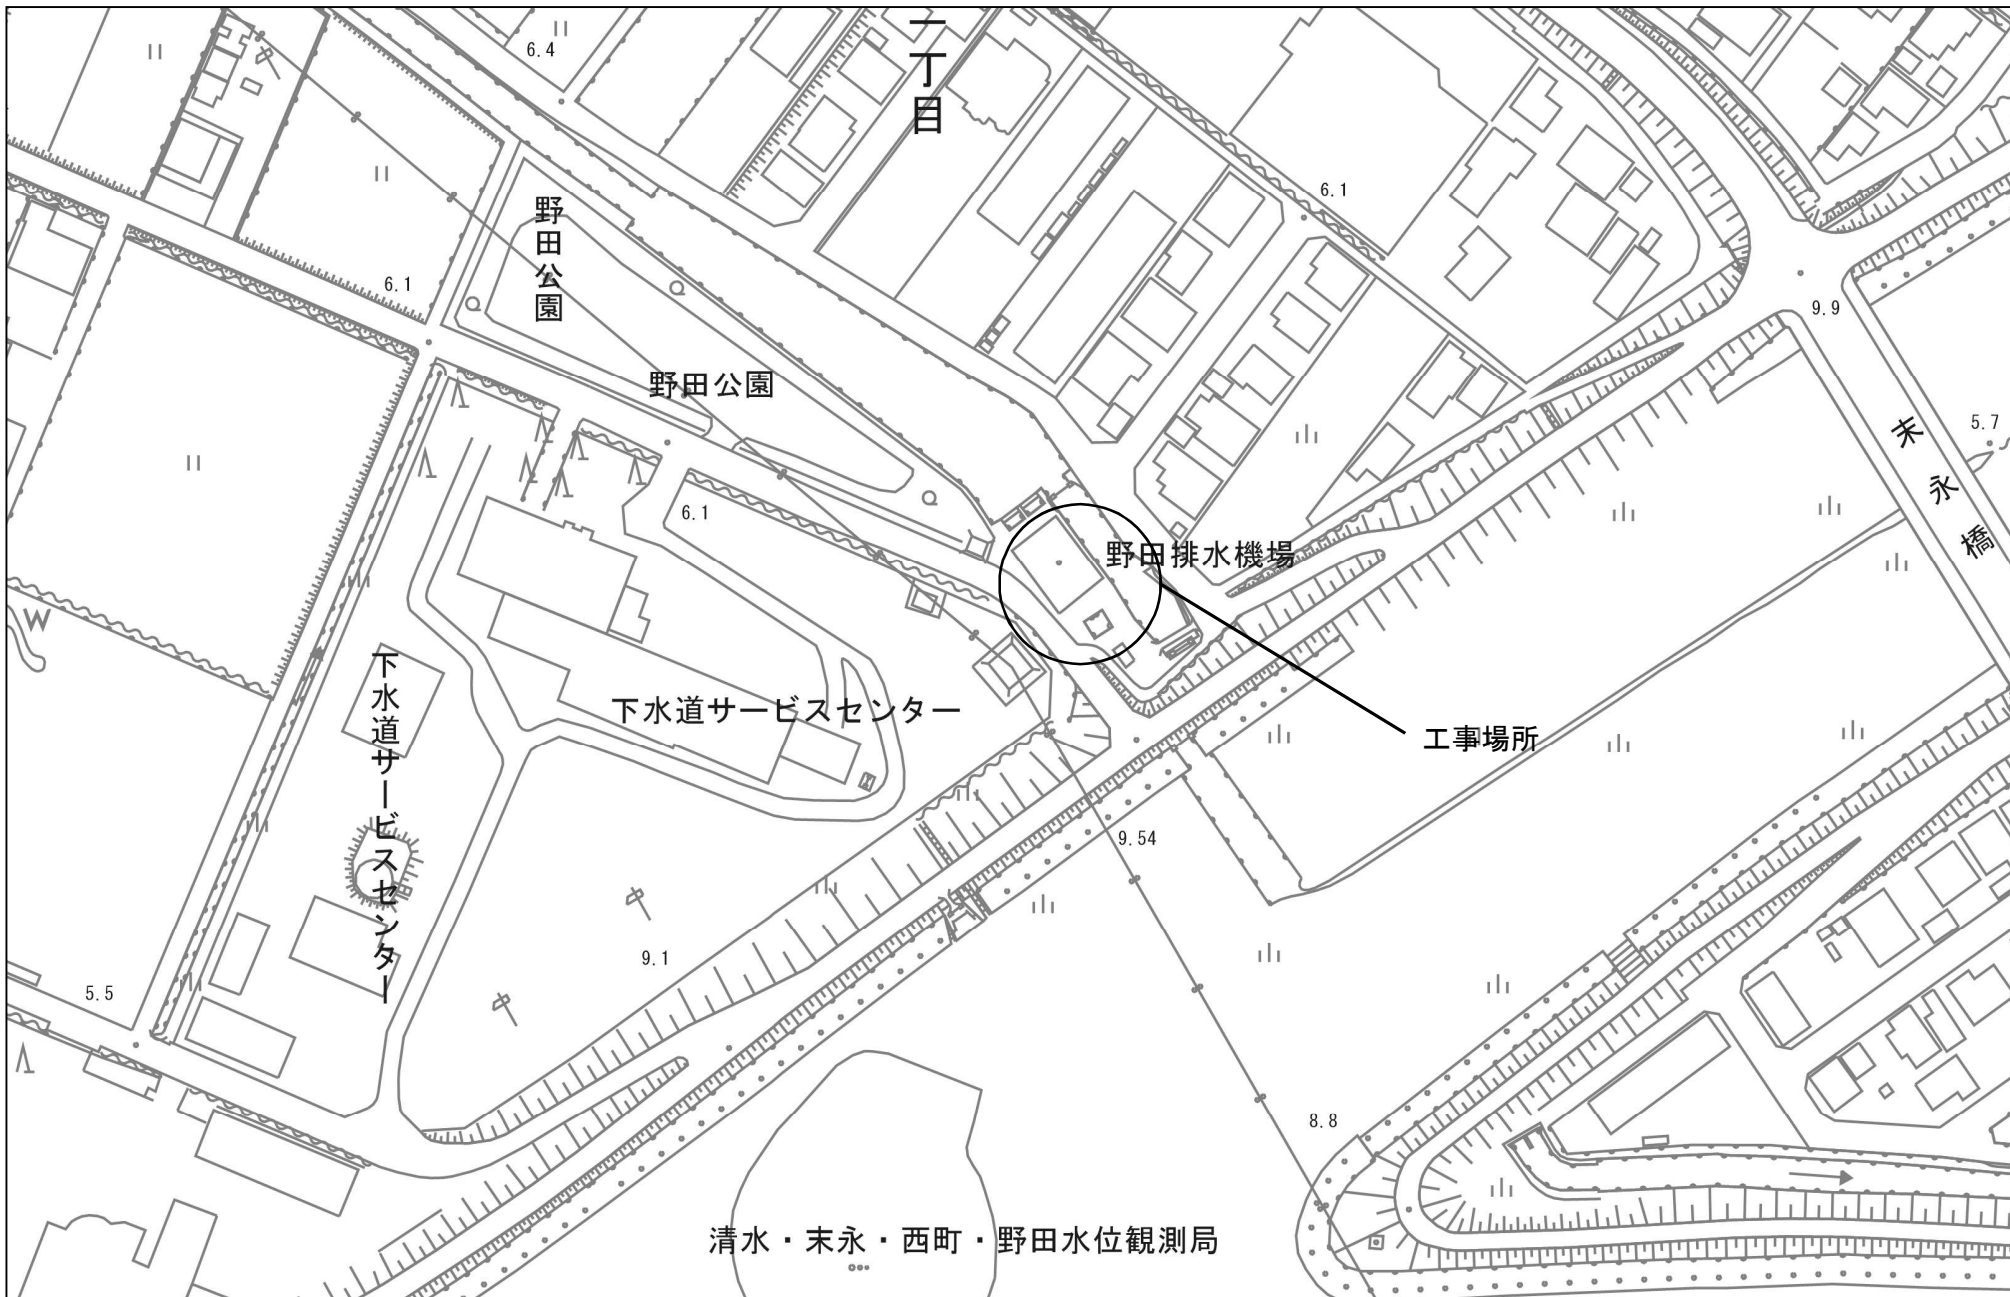 一丁目
6.4
6.1
野田公園
6.1
9.9
野田公園
末永橋
5.7
6.1
野田排水機場
下水道サービスセンター
下水道サービスセンター
工事場所
9.54
9.1
5.5
8.8
清水・末永・西町・野田水位観測局